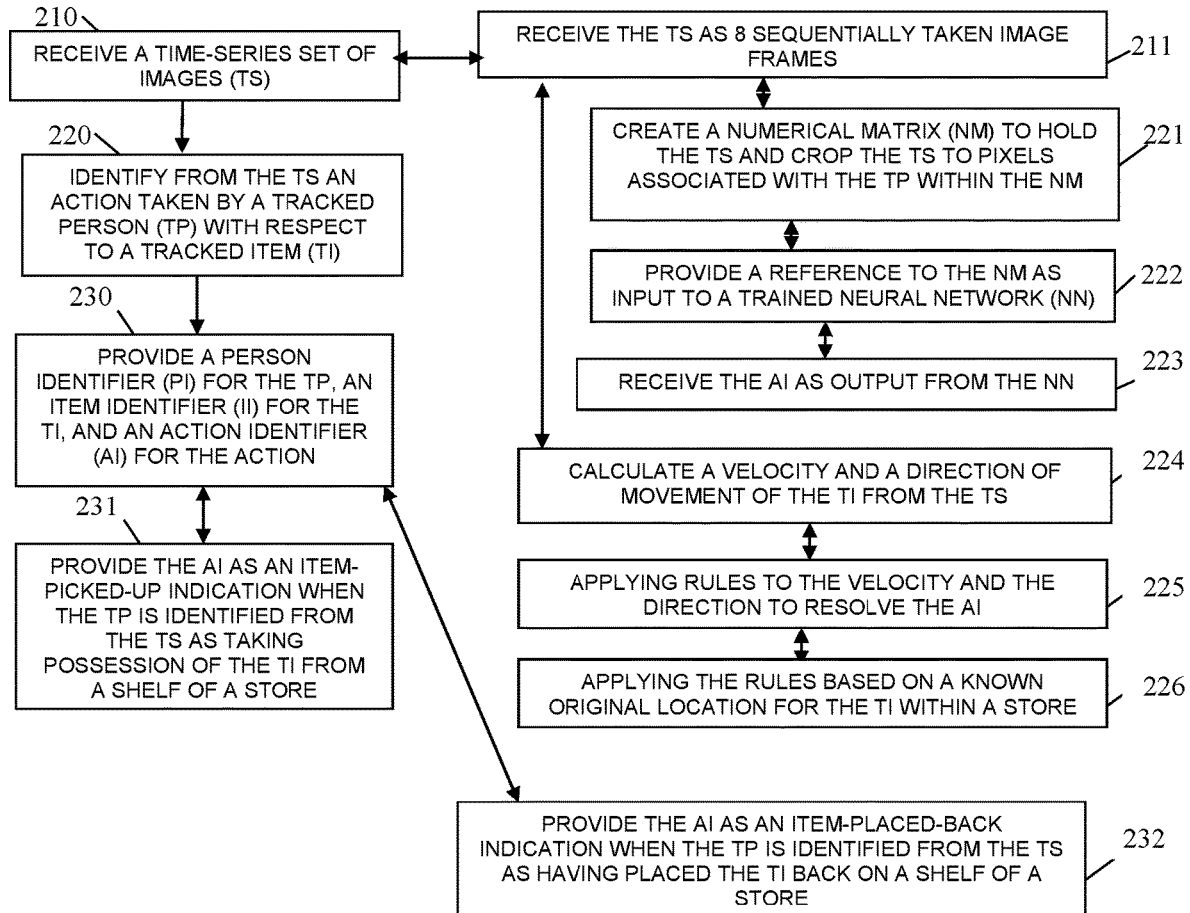 210
RECEIVE A TIME-SERIES SET OF
IMAGES (TS)
220
IDENTIFY FROM THE TS AN
ACTION TAKEN BY A TRACKED
PERSON (TP) WITH RESPECT
TO A TRACKED ITEM (TI)
230
PROVIDE A PERSON
IDENTIFIER (PI) FOR THE TP, AN
ITEM IDENTIFIER (II) FOR THE
TI, AND AN ACTION IDENTIFIER
(AI) FOR THE ACTION
231
PROVIDE THE AI AS AN ITEM-
PICKED-UP INDICATION WHEN
THE TP IS IDENTIFIED FROM
THE TS AS TAKING
POSSESSION OF THE TI FROM
A SHELF OF A STORE
RECEIVE THE TS AS 8 SEQUENTIALLY TAKEN IMAGE
FRAMES
211
CREATE A NUMERICAL MATRIX (NM) TO HOLD
THE TS AND CROP THE TS TO PIXELS
ASSOCIATED WITH THE TP WITHIN THE NM
221
PROVIDE A REFERENCE TO THE NM AS
INPUT TO A TRAINED NEURAL NETWORK (NN)
222
RECEIVE THE AI AS OUTPUT FROM THE NN
223
CALCULATE A VELOCITY AND A DIRECTION OF
MOVEMENT OF THE TI FROM THE TS
224
APPLYING RULES TO THE VELOCITY AND THE
DIRECTION TO RESOLVE THE AI
225
APPLYING THE RULES BASED ON A KNOWN
ORIGINAL LOCATION FOR THE TI WITHIN A STORE
226
PROVIDE THE AI AS AN ITEM-PLACED-BACK
INDICATION WHEN THE TP IS IDENTIFIED FROM THE TS
AS HAVING PLACED THE TI BACK ON A SHELF OF A
STORE
232